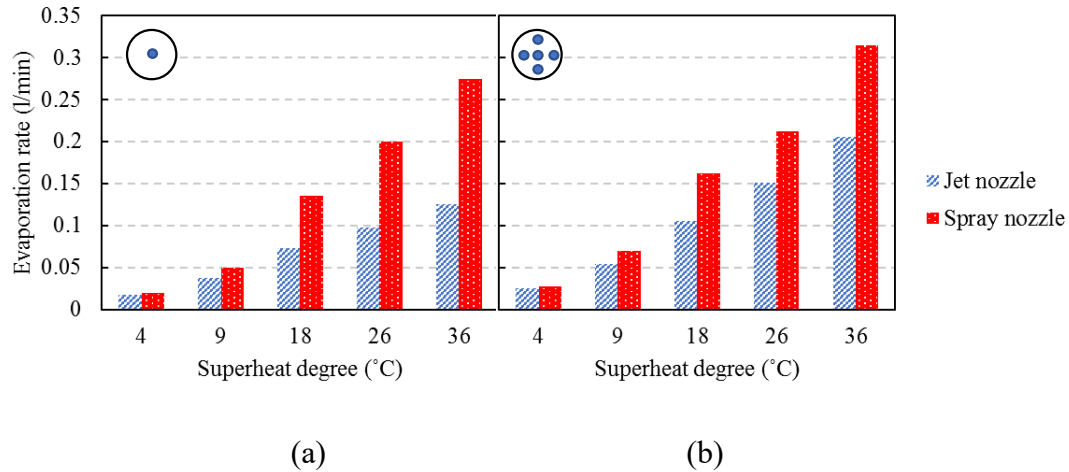 Evaporation rate (l/min)
0.35
0.3
0.25
0.2
0.15
0.1
0.05
0
4 9 18 26 36
Superheat degree (˚C)
4 9 18 26 36
Superheat degree (˚C)
Jet nozzle
Spray nozzle
(a)
(b)